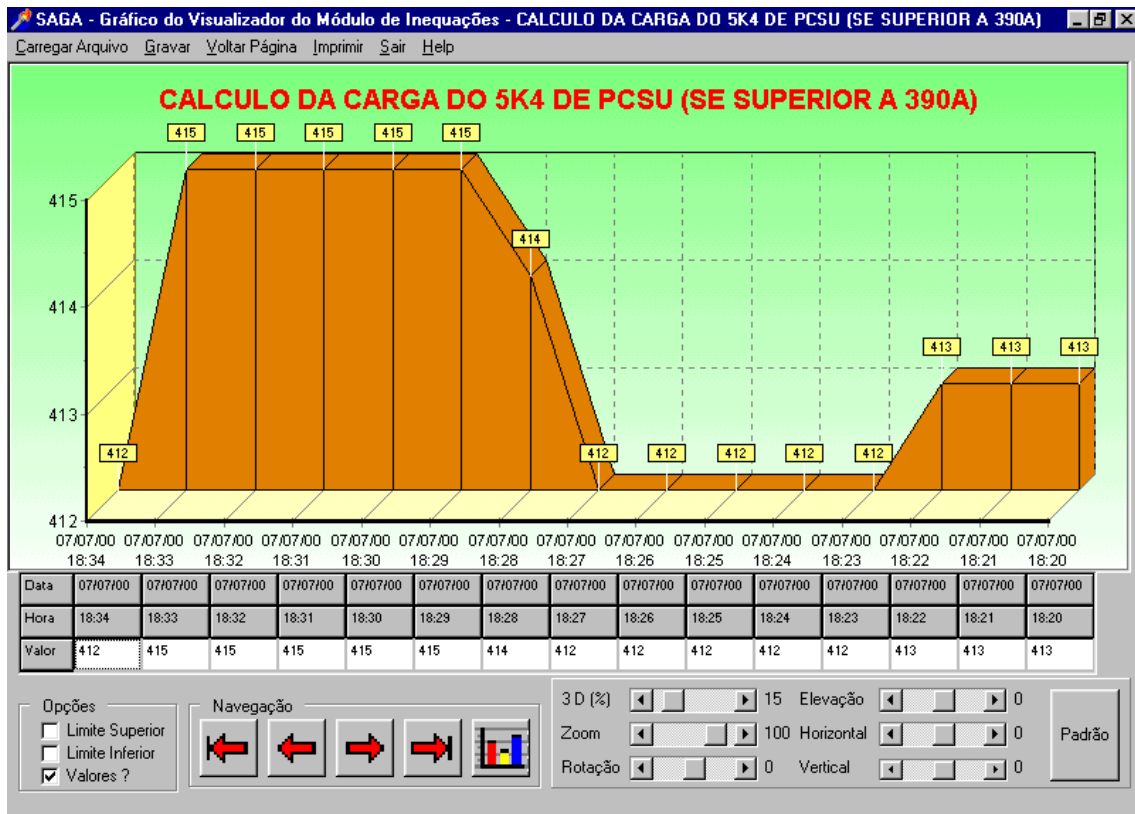 SAGA - Gráfico do Visualizador do Módulo de Inequações - CALCULO DA CARGA DO 5K4 DE PCSU (SE SUPERIOR A 390A)
Carregar Arquivo Gravar Voltar Página Imprimir Sair Help
CALCULO DA CARGA DO 5K4 DE PCSU (SE SUPERIOR A 390A)
415 415 415 415 415
415
414
414
413 413 413
413
412 412 412 412 412 412
412
07/07/00 07/07/00 07/07/00 07/07/00 07/07/00 07/07/00 07/07/00 07/07/00 07/07/00 07/07/00 07/07/00 07/07/00 07/07/00 07/07/00 07/07/00
18:34 18:33 18:32 18:31 18:30 18:29 18:28 18:27 18:26 18:25 18:24 18:23 18:22 18:21 18:20
Data 07/07/00 07/07/00 07/07/00 07/07/00 07/07/00 07/07/00 07/07/00 07/07/00 07/07/00 07/07/00 07/07/00 07/07/00 07/07/00 07/07/00 07/07/00
Hora 18:34 18:33 18:32 18:31 18:30 18:29 18:28 18:27 18:26 18:25 18:24 18:23 18:22 18:21 18:20
Valor 412 415 415 415 415 415 414 412 412 412 412 412 413 413 413
Opções
Limite Superior
Limite Inferior
Valores ?
Navegação
3 D (%) 15 Elevação 0
Zoom 100 Horizontal 0
Rotação 0 Vertical 0
Padrão